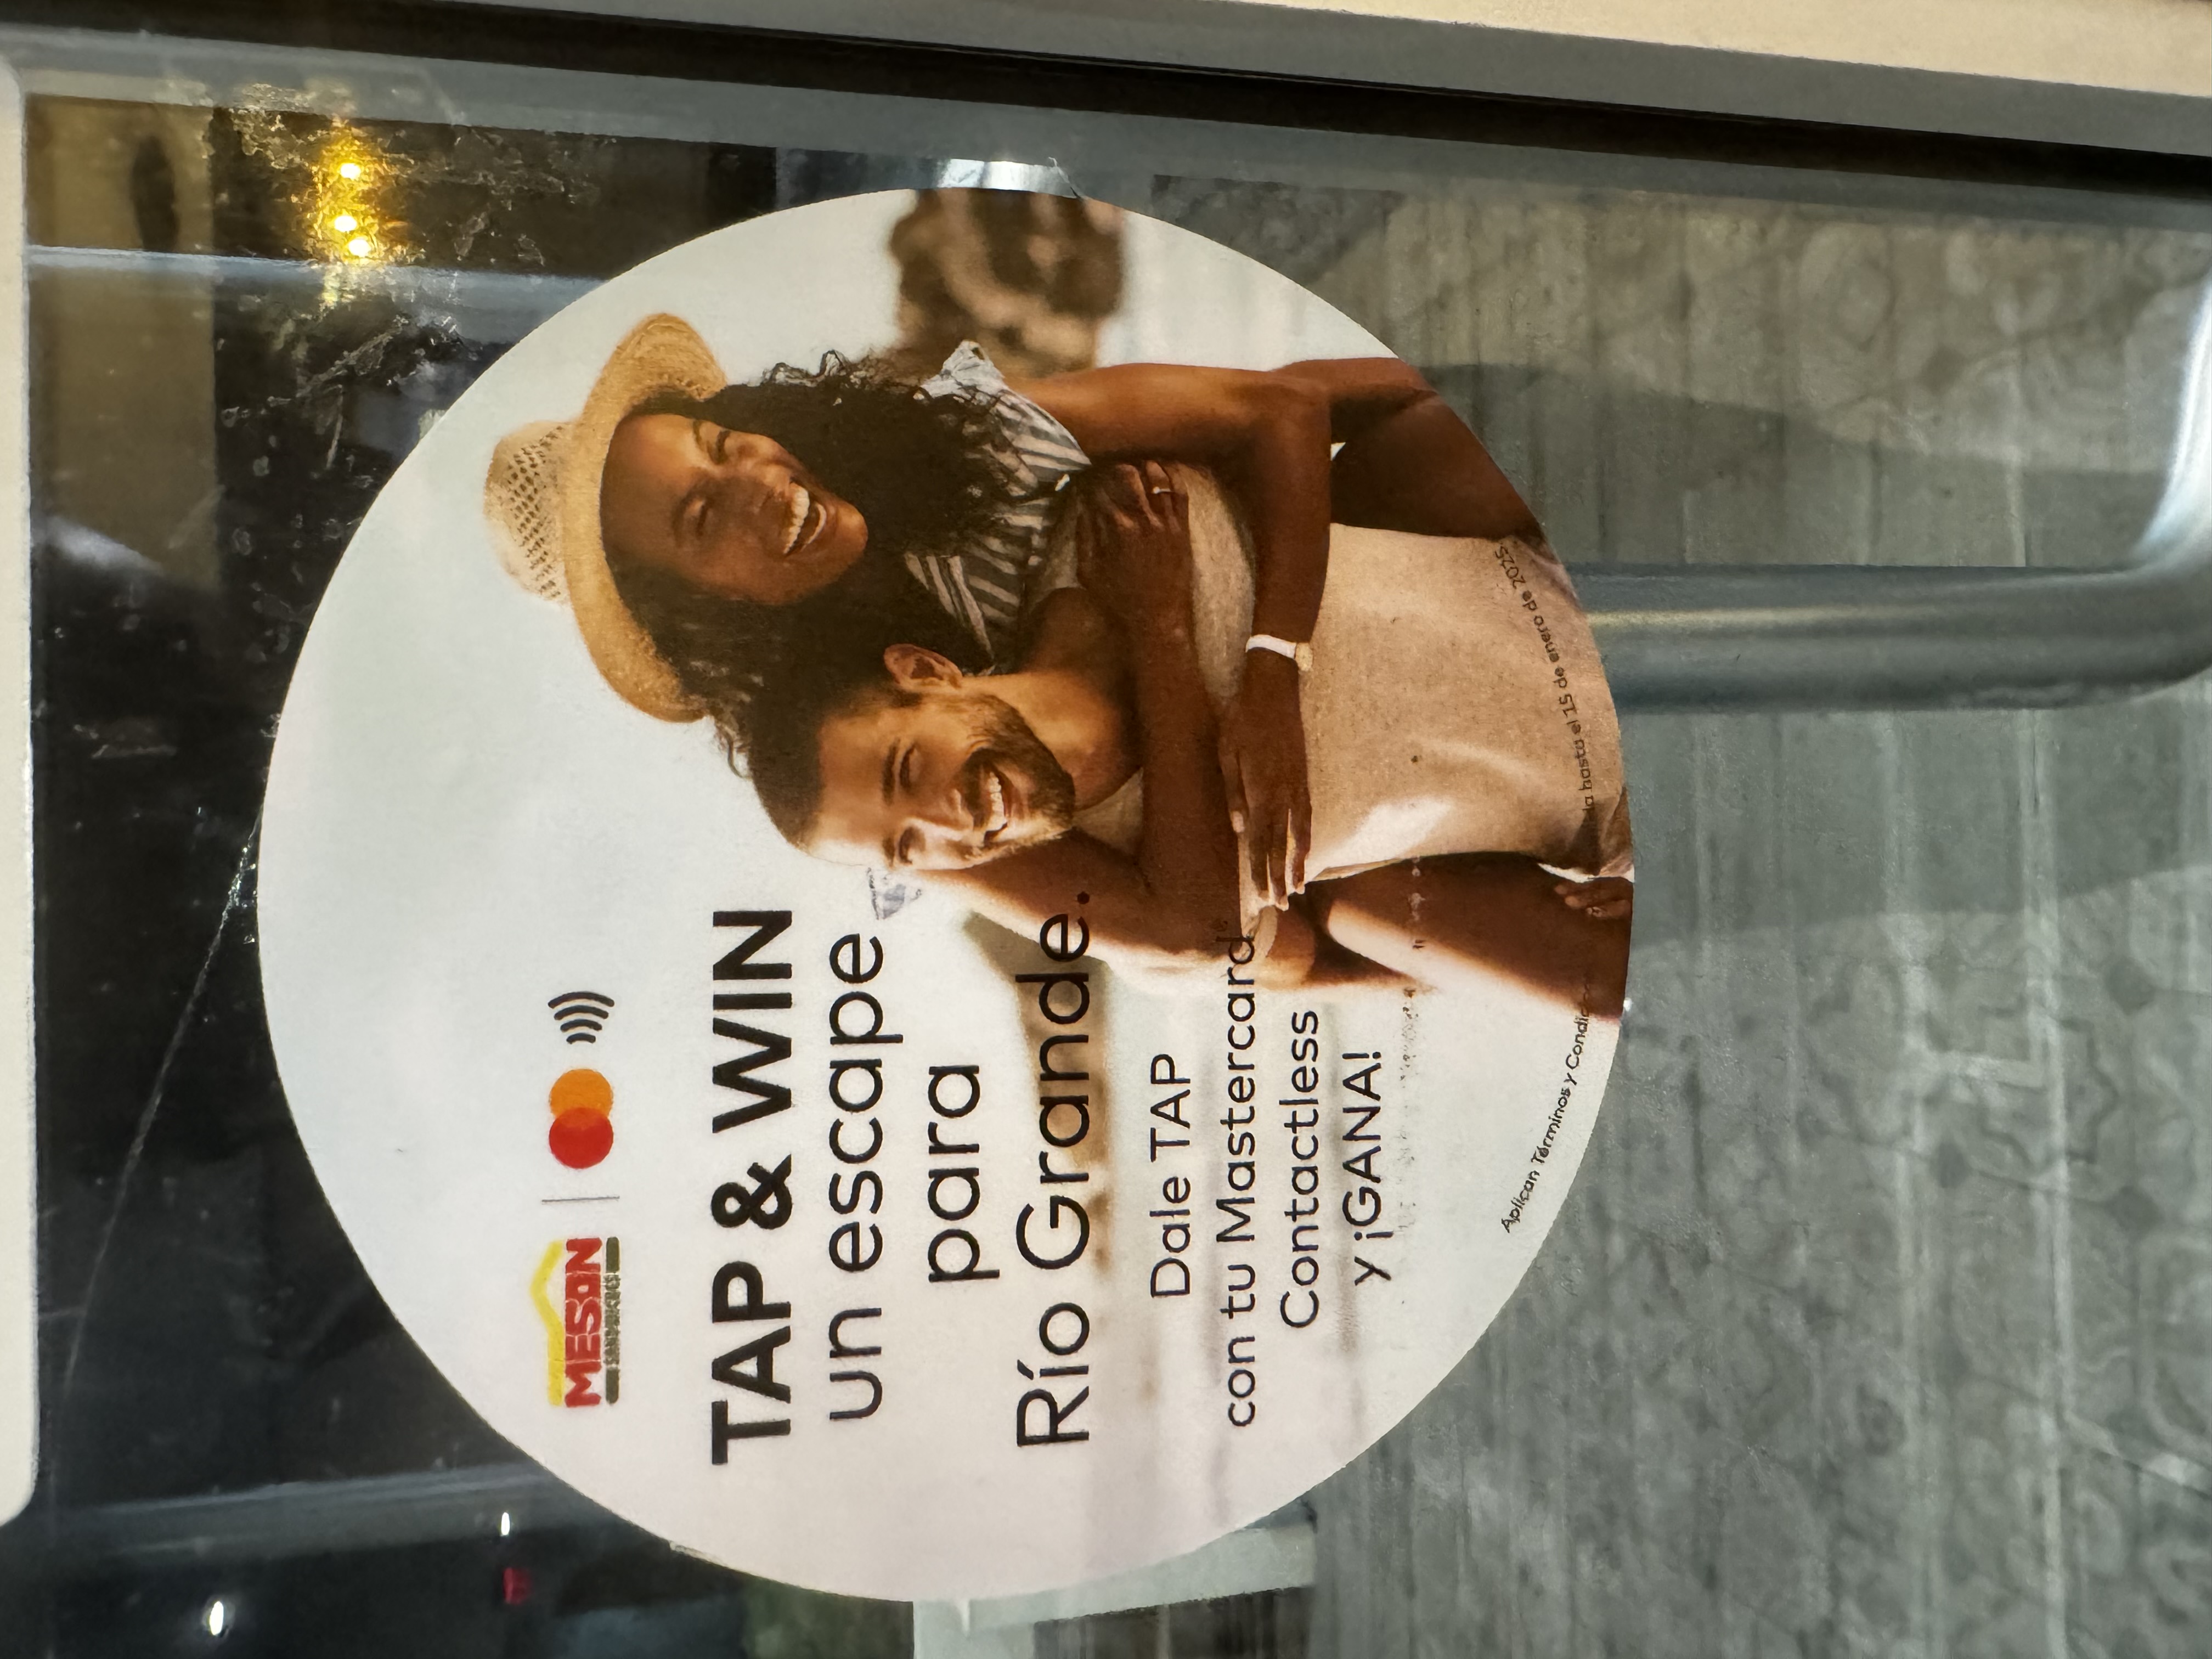 MESON
SANDWICHES
TAP & WIN
un escape
para
Río Grande.
Dale TAP
con tu Mastercard®
Contactless
y ¡GANA!
Aplican Términos y hasta el 15 de enero de 2025.